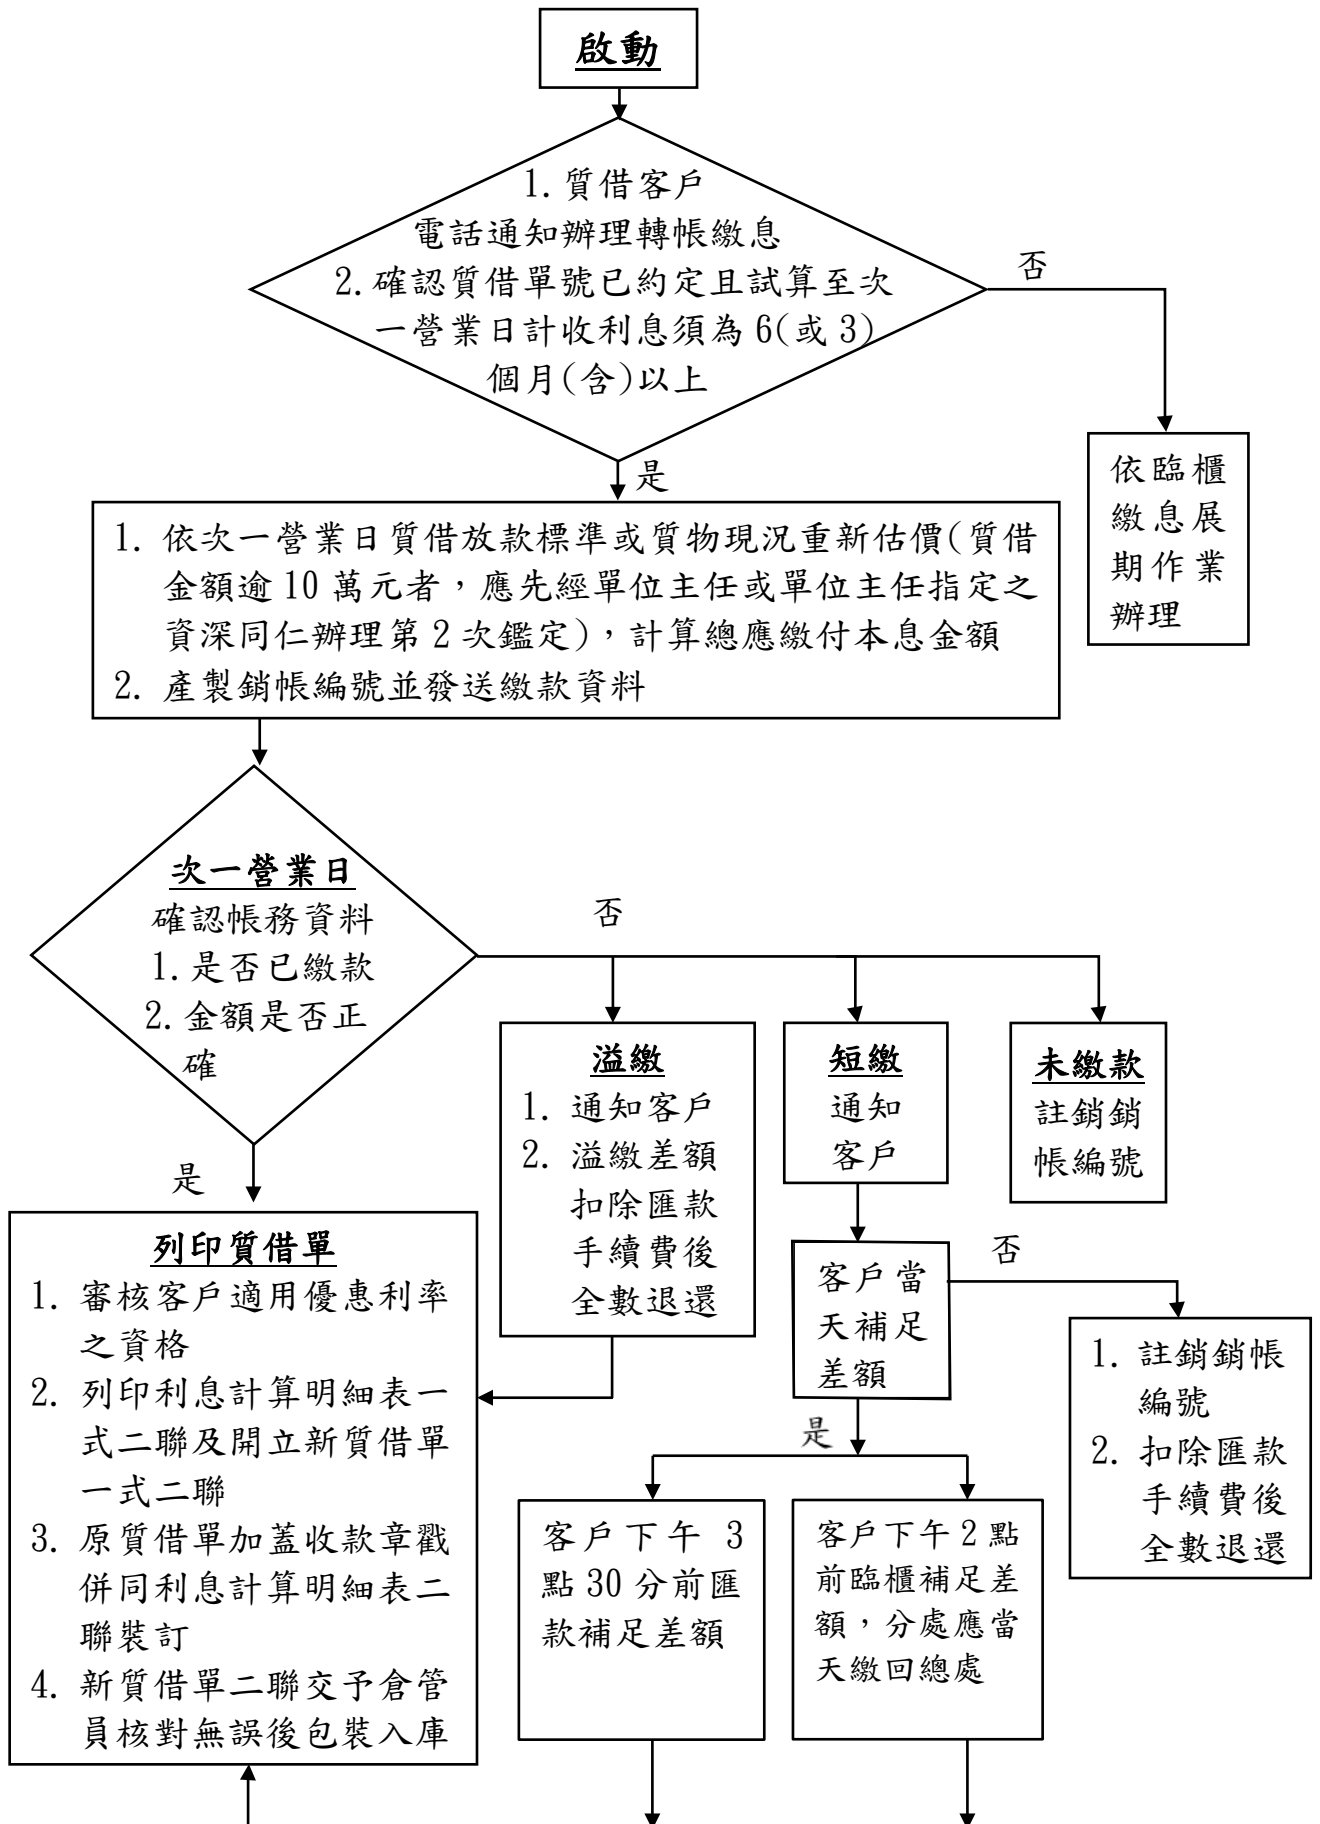 啟動
1. 質借客戶
電話通知辦理轉帳繳息
2. 確認質借單號已約定且試算至次
一營業日計收利息須為 6(或 3)
個月(含)以上
否
是
依臨櫃
繳息展
期作業
辦理
1. 依次一營業日質借放款標準或質物現況重新估價(質借
金額逾 10 萬元者，應先經單位主任或單位主任指定之
資深同仁辦理第 2 次鑑定)，計算總應繳付本息金額
2. 產製銷帳編號並發送繳款資料
次一營業日
確認帳務資料
1. 是否已繳款
2. 金額是否正
確
否
是
溢繳
1. 通知客戶
2. 溢繳差額
扣除匯款
手續費後
全數退還
短繳
通知
客戶
未繳款
註銷銷
帳編號
列印質借單
1. 審核客戶適用優惠利率
之資格
2. 列印利息計算明細表一
式二聯及開立新質借單
一式二聯
3. 原質借單加蓋收款章戳
併同利息計算明細表二
聯裝訂
4. 新質借單二聯交予倉管
員核對無誤後包裝入庫
客戶當
天補足
差額
否
1. 註銷銷帳
編號
2. 扣除匯款
手續費後
全數退還
是
客戶下午 3
點 30 分前匯
款補足差額
客戶下午 2 點
前臨櫃補足差
額，分處應當
天繳回總處